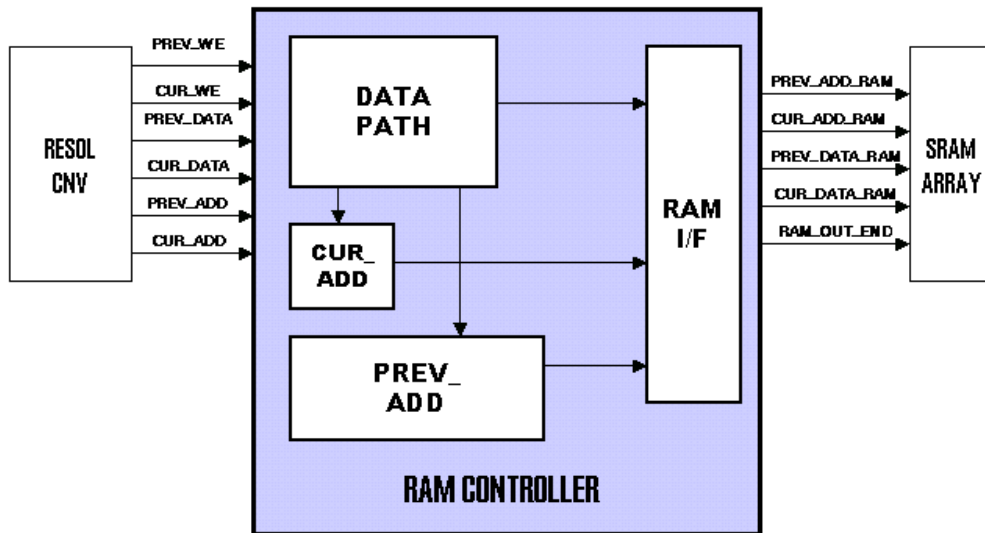 PREV_WE
CUR_WE
PREV_DATA
CUR_DATA
PREV_ADD
CUR_ADD
RESOL
CNV
DATA
PATH
CUR_
ADD
PREV_
ADD
RAM
I/F
RAM CONTROLLER
PREV_ADD_RAM
CUR_ADD_RAM
PREV_DATA_RAM
CUR_DATA_RAM
RAM_OUT_END
SRAM
ARRAY